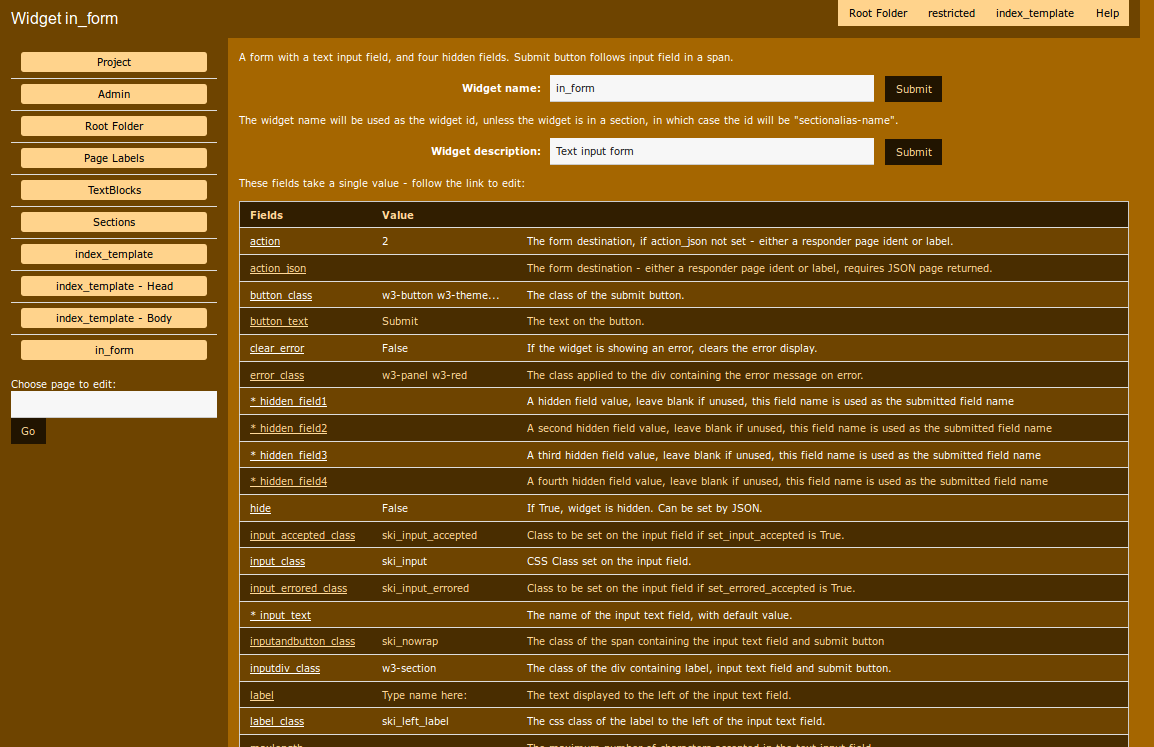 Widget in_form
Root Folder restricted index_template Help
Project
Admin
Root Folder
Page Labels
TextBlocks
Sections
index_template
index_template - Head
index_template - Body
in_form
Choose page to edit:
Go
A form with a text input field, and four hidden fields. Submit button follows input field in a span.
Widget name: in_form Submit
The widget name will be used as the widget id, unless the widget is in a section, in which case the id will be "sectionalias-name".
Widget description: Text input form Submit
These fields take a single value - follow the link to edit:
Fields Value
action 2 The form destination, if action_json not set - either a responder page ident or label.
action_json The form destination - either a responder page ident or label, requires JSON page returned.
button_class w3-button w3-theme... The class of the submit button.
button_text Submit The text on the button.
clear_error False If the widget is showing an error, clears the error display.
error_class w3-panel w3-red The class applied to the div containing the error message on error.
* hidden_field1 A hidden field value, leave blank if unused, this field name is used as the submitted field name
* hidden_field2 A second hidden field value, leave blank if unused, this field name is used as the submitted field name
* hidden_field3 A third hidden field value, leave blank if unused, this field name is used as the submitted field name
* hidden_field4 A fourth hidden field value, leave blank if unused, this field name is used as the submitted field name
hide False If True, widget is hidden. Can be set by JSON.
input_accepted_class ski_input_accepted Class to be set on the input field if set_input_accepted is True.
input_class ski_input CSS Class set on the input field.
input_errored_class ski_input_errored Class to be set on the input field if set_errored_accepted is True.
* input_text The name of the input text field, with default value.
inputandbutton_class ski_nowrap The class of the span containing the input text field and submit button
inputdiv_class w3-section The class of the div containing label, input text field and submit button.
label Type name here: The text displayed to the left of the input text field.
label_class ski_left_label The css class of the label to the left of the input text field.
maxlength The maximum number of characters accepted in the text input field.